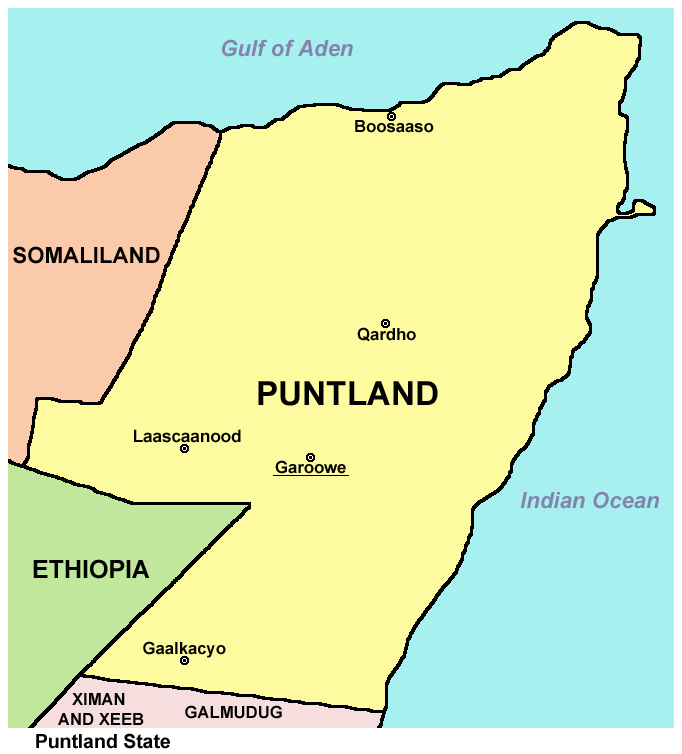 Gulf of Aden
Boosaaso
SOMALILAND
Qardho
PUNTLAND
Laascaanood
Garoowe
Indian Ocean
ETHIOPIA
Gaalkacyo
XIMAN
AND XEEB
GALMUDUG
Puntland State